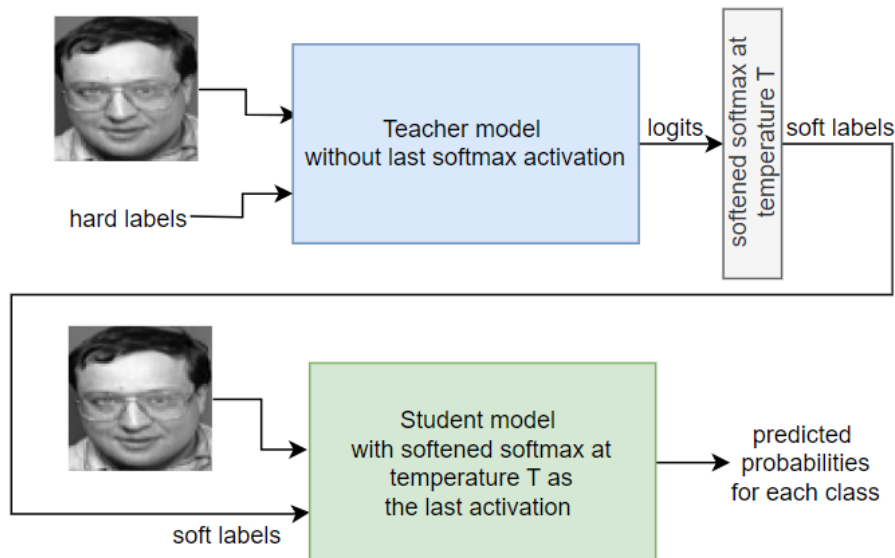 Teacher model
without last softmax activation
hard labels
logits
softened softmax at
temperature T
soft labels
Student model
with softened softmax at
temperature T as
the last activation
soft labels
predicted
probabilities
for each class